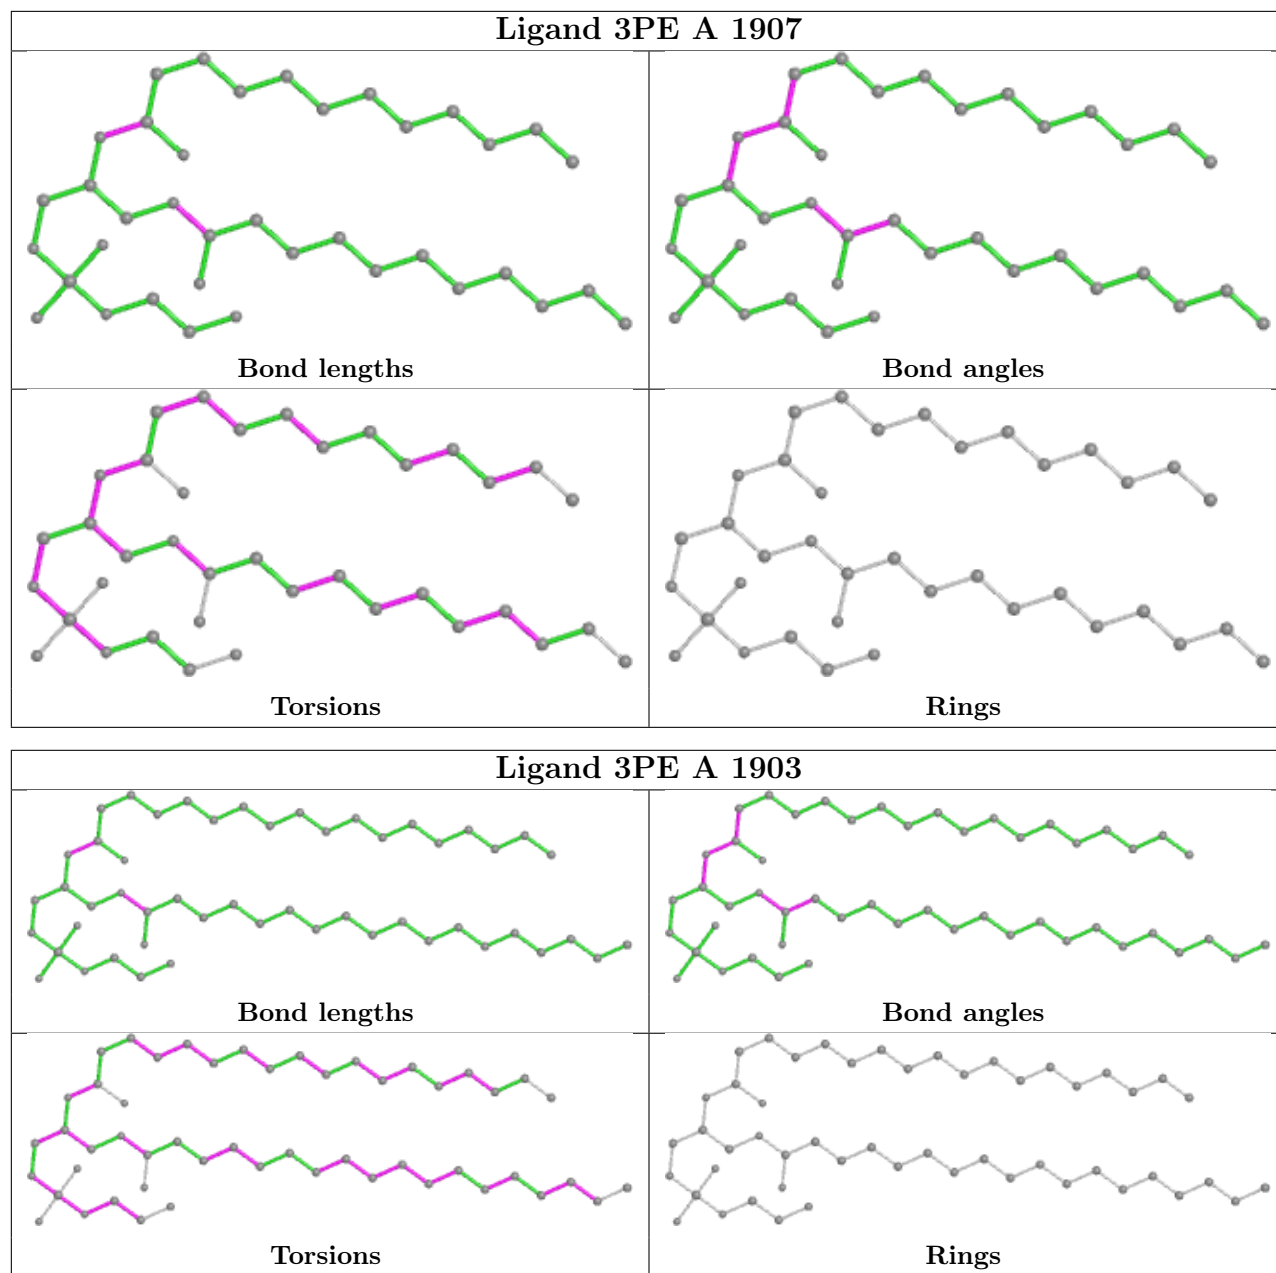 Ligand 3PE A 1907
Bond lengths
Bond angles
Torsions
Rings
Ligand 3PE A 1903
Bond lengths
Bond angles
Torsions
Rings